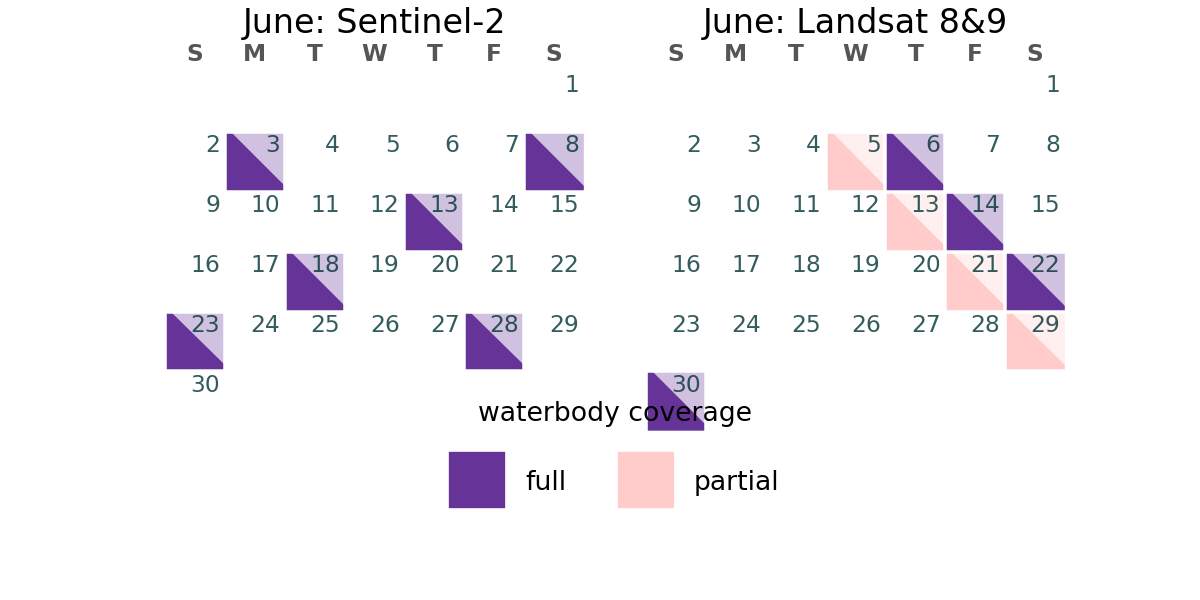 June: Sentinel-2
S M T W T F S
1
2 3 4 5 6 7 8
9 10 11 12 13 14 15
16 17 18 19 20 21 22
23 24 25 26 27 28 29
30
June: Landsat 8&9
S M T W T F S
1
2 3 4 5 6 7 8
9 10 11 12 13 14 15
16 17 18 19 20 21 22
23 24 25 26 27 28 29
30
waterbody coverage
full
partial